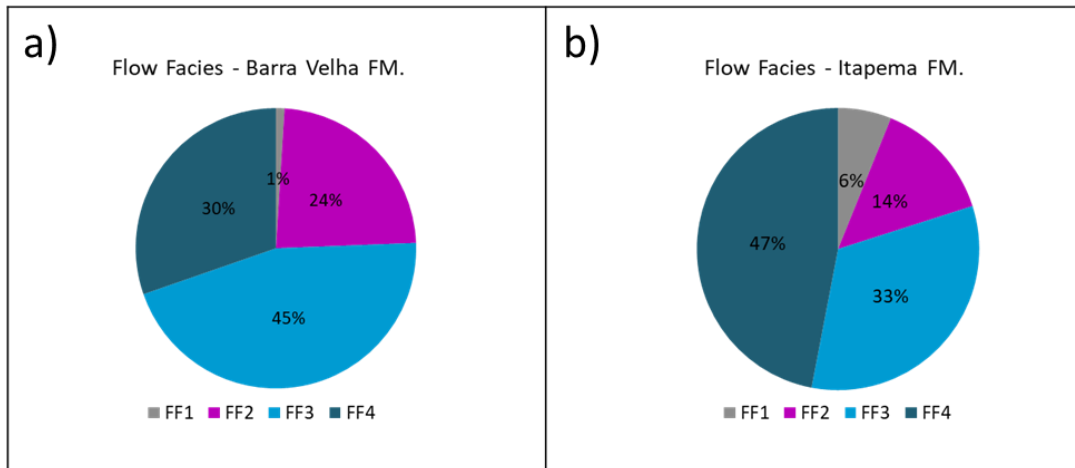 a)
Flow Facies - Barra Velha FM.
1%
24%
30%
45%
FF1 FF2 FF3 FF4
b)
Flow Facies - Itapema FM.
6%
14%
47%
33%
FF1 FF2 FF3 FF4